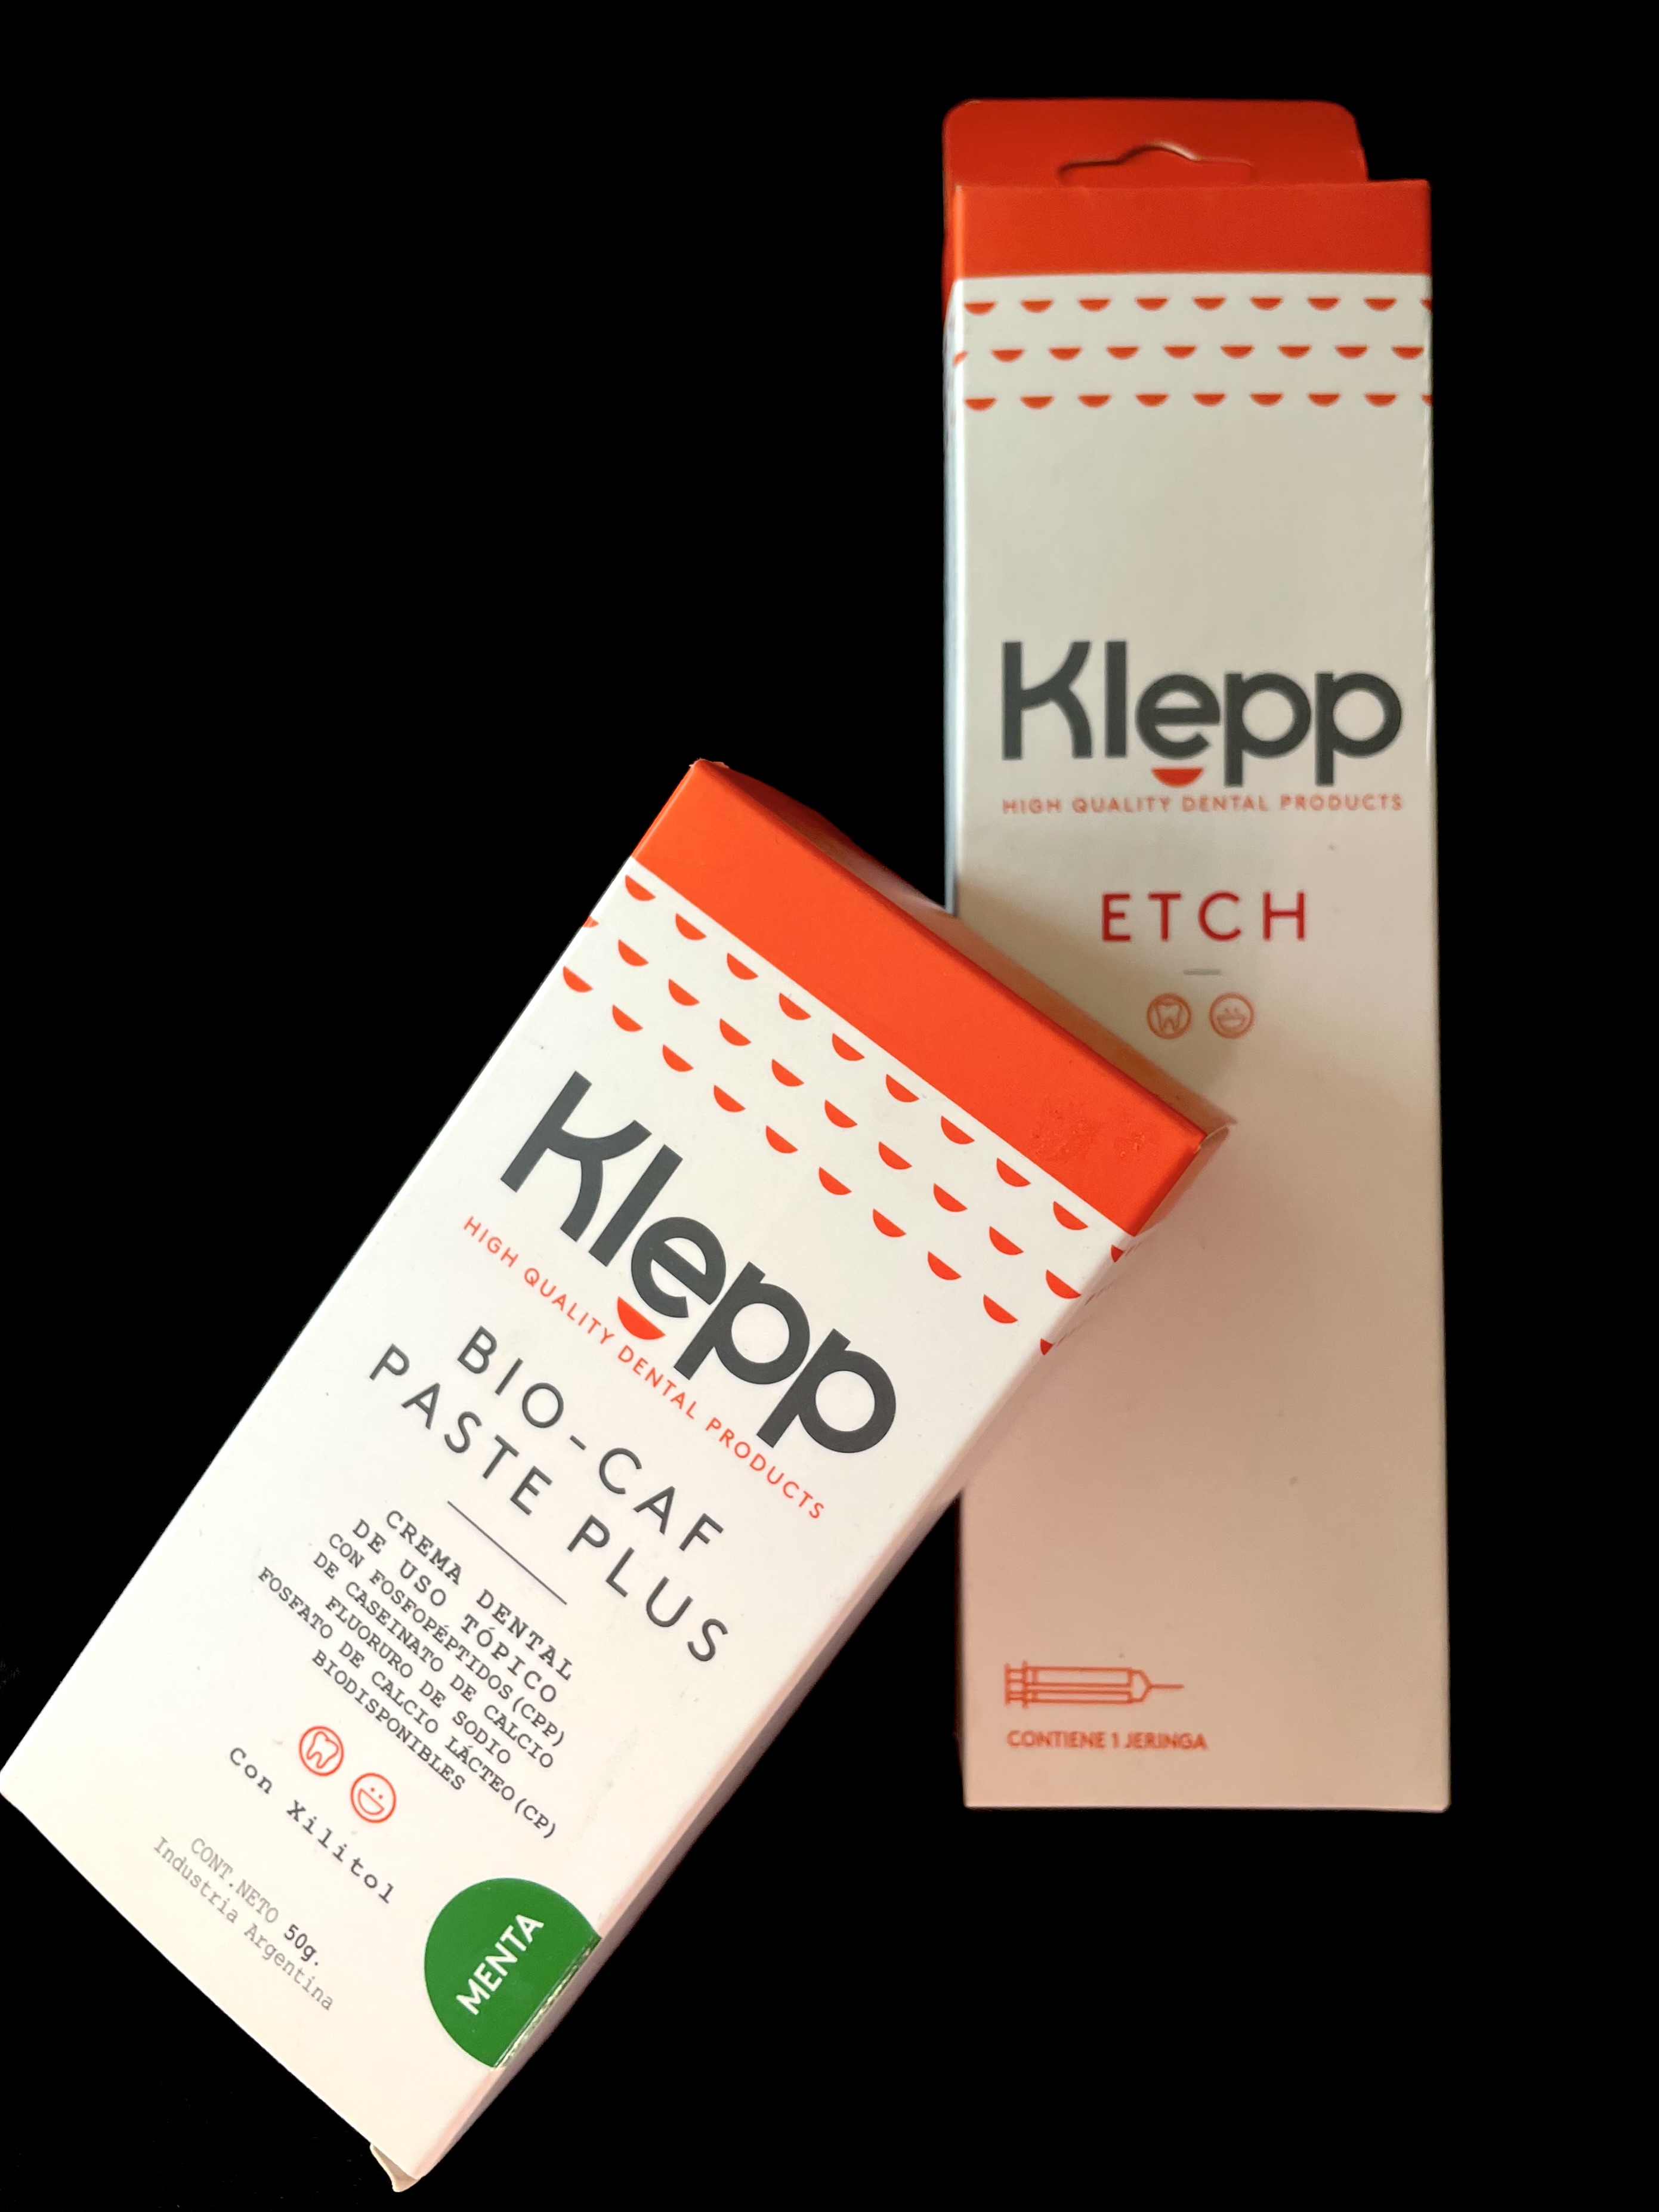 Klepp
HIGH QUALITY DENTAL PRODUCTS
ETCH
CONTIENE 1 JERINGA
Klepp
HIGH QUALITY DENTAL PRODUCTS
BIO-CAF
PASTE PLUS
CREMA DENTAL
DE USO TÓPICO
CON FOSFOPÉPTIDOS(CPP)
DE CASEINATO DE CALCIO
FLUORURO DE SODIO
FOSFATO DE CALCIO LÁCTEO(CP)
BIODISPONIBLES
Con Xilitol
CONT.NETO 50g.
Industria Argentina
MENTA